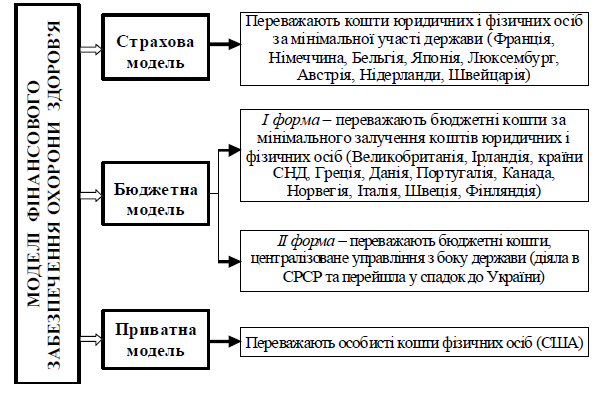 МОДЕЛІ ФІНАНСОВОГО
ЗАБЕЗПЕЧЕННЯ ОХОРОНИ ЗДОРОВ’Я
Страхова
модель
Переважають кошти юридичних і фізичних осіб
за мінімальної участі держави (Франція,
Німеччина, Бельгія, Японія, Люксембург,
Австрія, Нідерланди, Швейцарія)
Бюджетна
модель
І форма – переважають бюджетні кошти за
мінімального залучення коштів юридичних і
фізичних осіб (Великобританія, Ірландія, країни
СНД, Греція, Данія, Португалія, Канада,
Норвегія, Італія, Швеція, Фінляндія)
ІІ форма – переважають бюджетні кошти,
централізоване управління з боку держави (діяла в
СРСР та перейшла у спадок до України)
Приватна
модель
Переважають особисті кошти фізичних осіб (США)